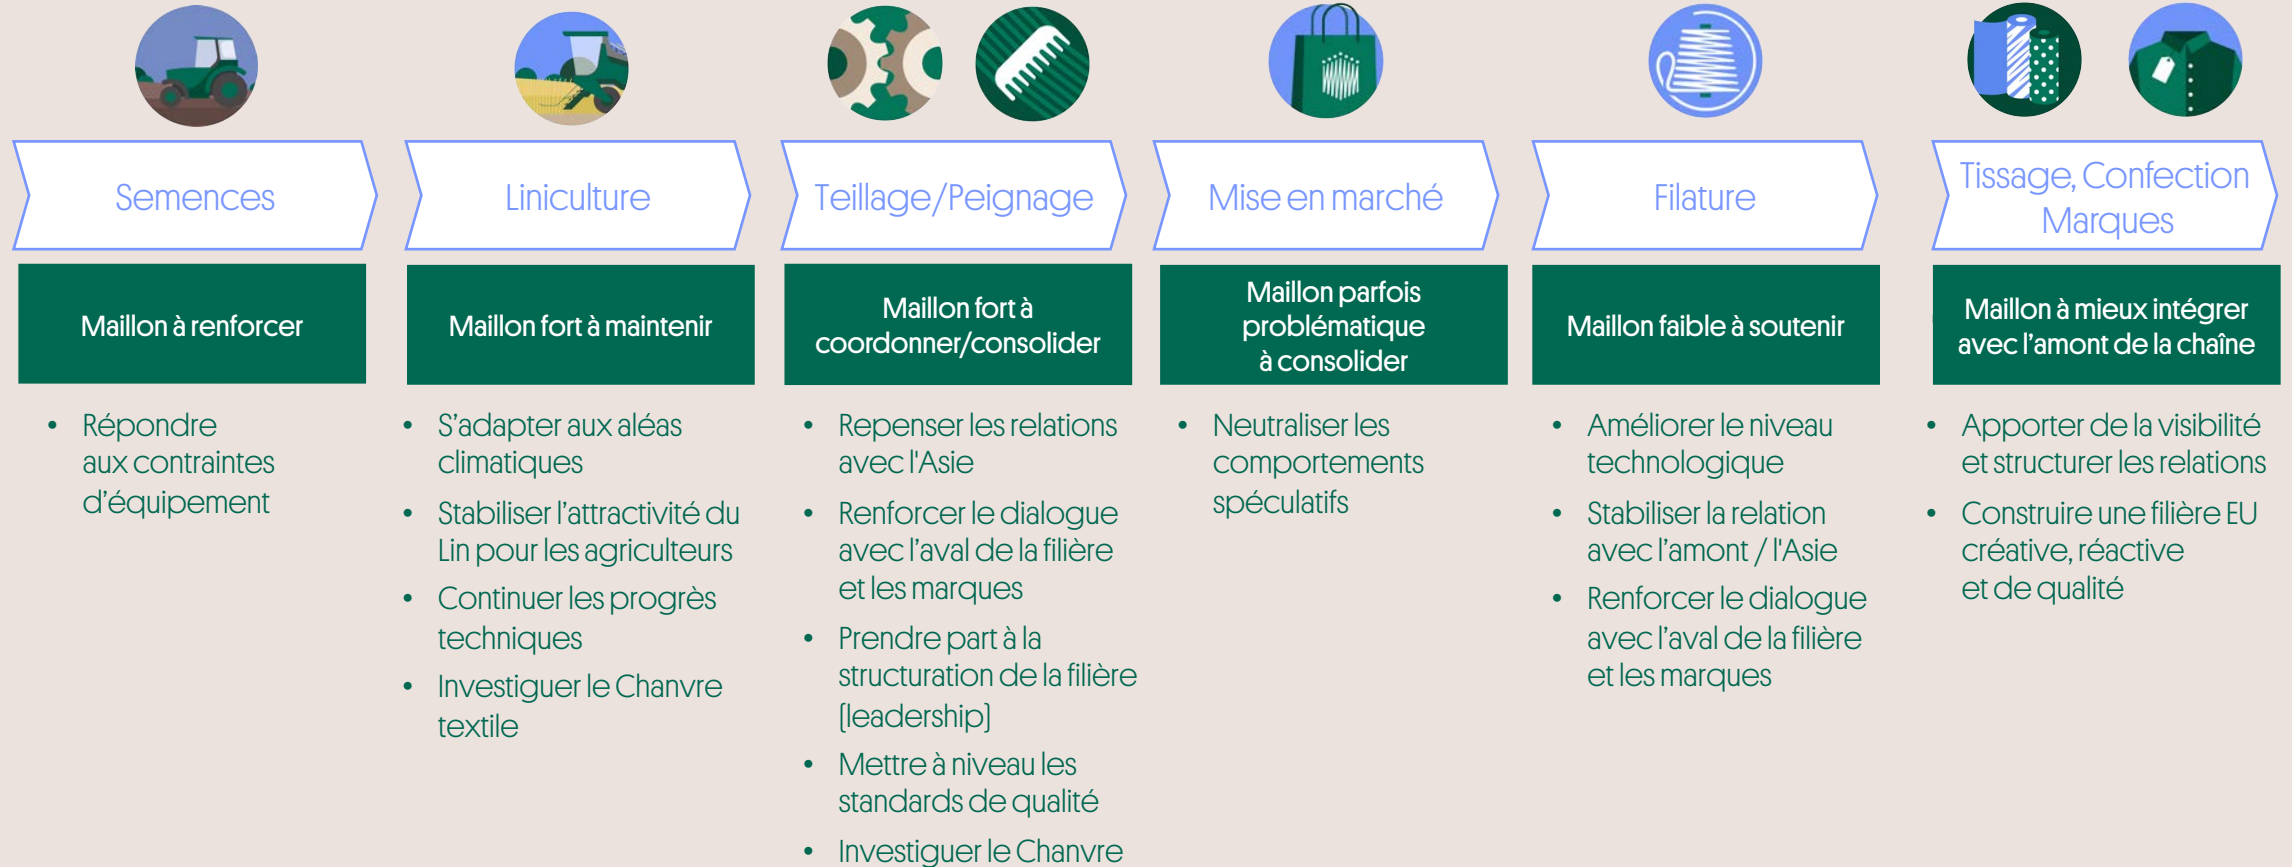 Semences
Maillon à renforcer
• Répondre
aux contraintes
d'équipement
Liniculture
Maillon fort à maintenir
• S'adapter aux aléas
climatiques
• Stabiliser l'attractivité du
Lin pour les agriculteurs
• Continuer les progrès
techniques
• Investiguer le Chanvre
textile
Teillage/Peignage
Maillon fort à
coordonner/consolider
• Repenser les relations
avec l'Asie
• Renforcer le dialogue
avec l'aval de la filière
et les marques
• Prendre part à la
structuration de la filière
(leadership)
• Mettre à niveau les
standards de qualité
• Investiguer le Chanvre
Mise en marché
Maillon parfois
problématique
à consolider
• Neutraliser les
comportements
spéculatifs
Filature
Maillon faible à soutenir
• Améliorer le niveau
technologique
• Stabiliser la relation
avec l'amont / l'Asie
• Renforcer le dialogue
avec l'aval de la filière
et les marques
Tissage, Confection
Marques
Maillon à mieux intégrer
avec l'amont de la chaîne
• Apporter de la visibilité
et structurer les relations
• Construire une filière EU
créative, réactive
et de qualité